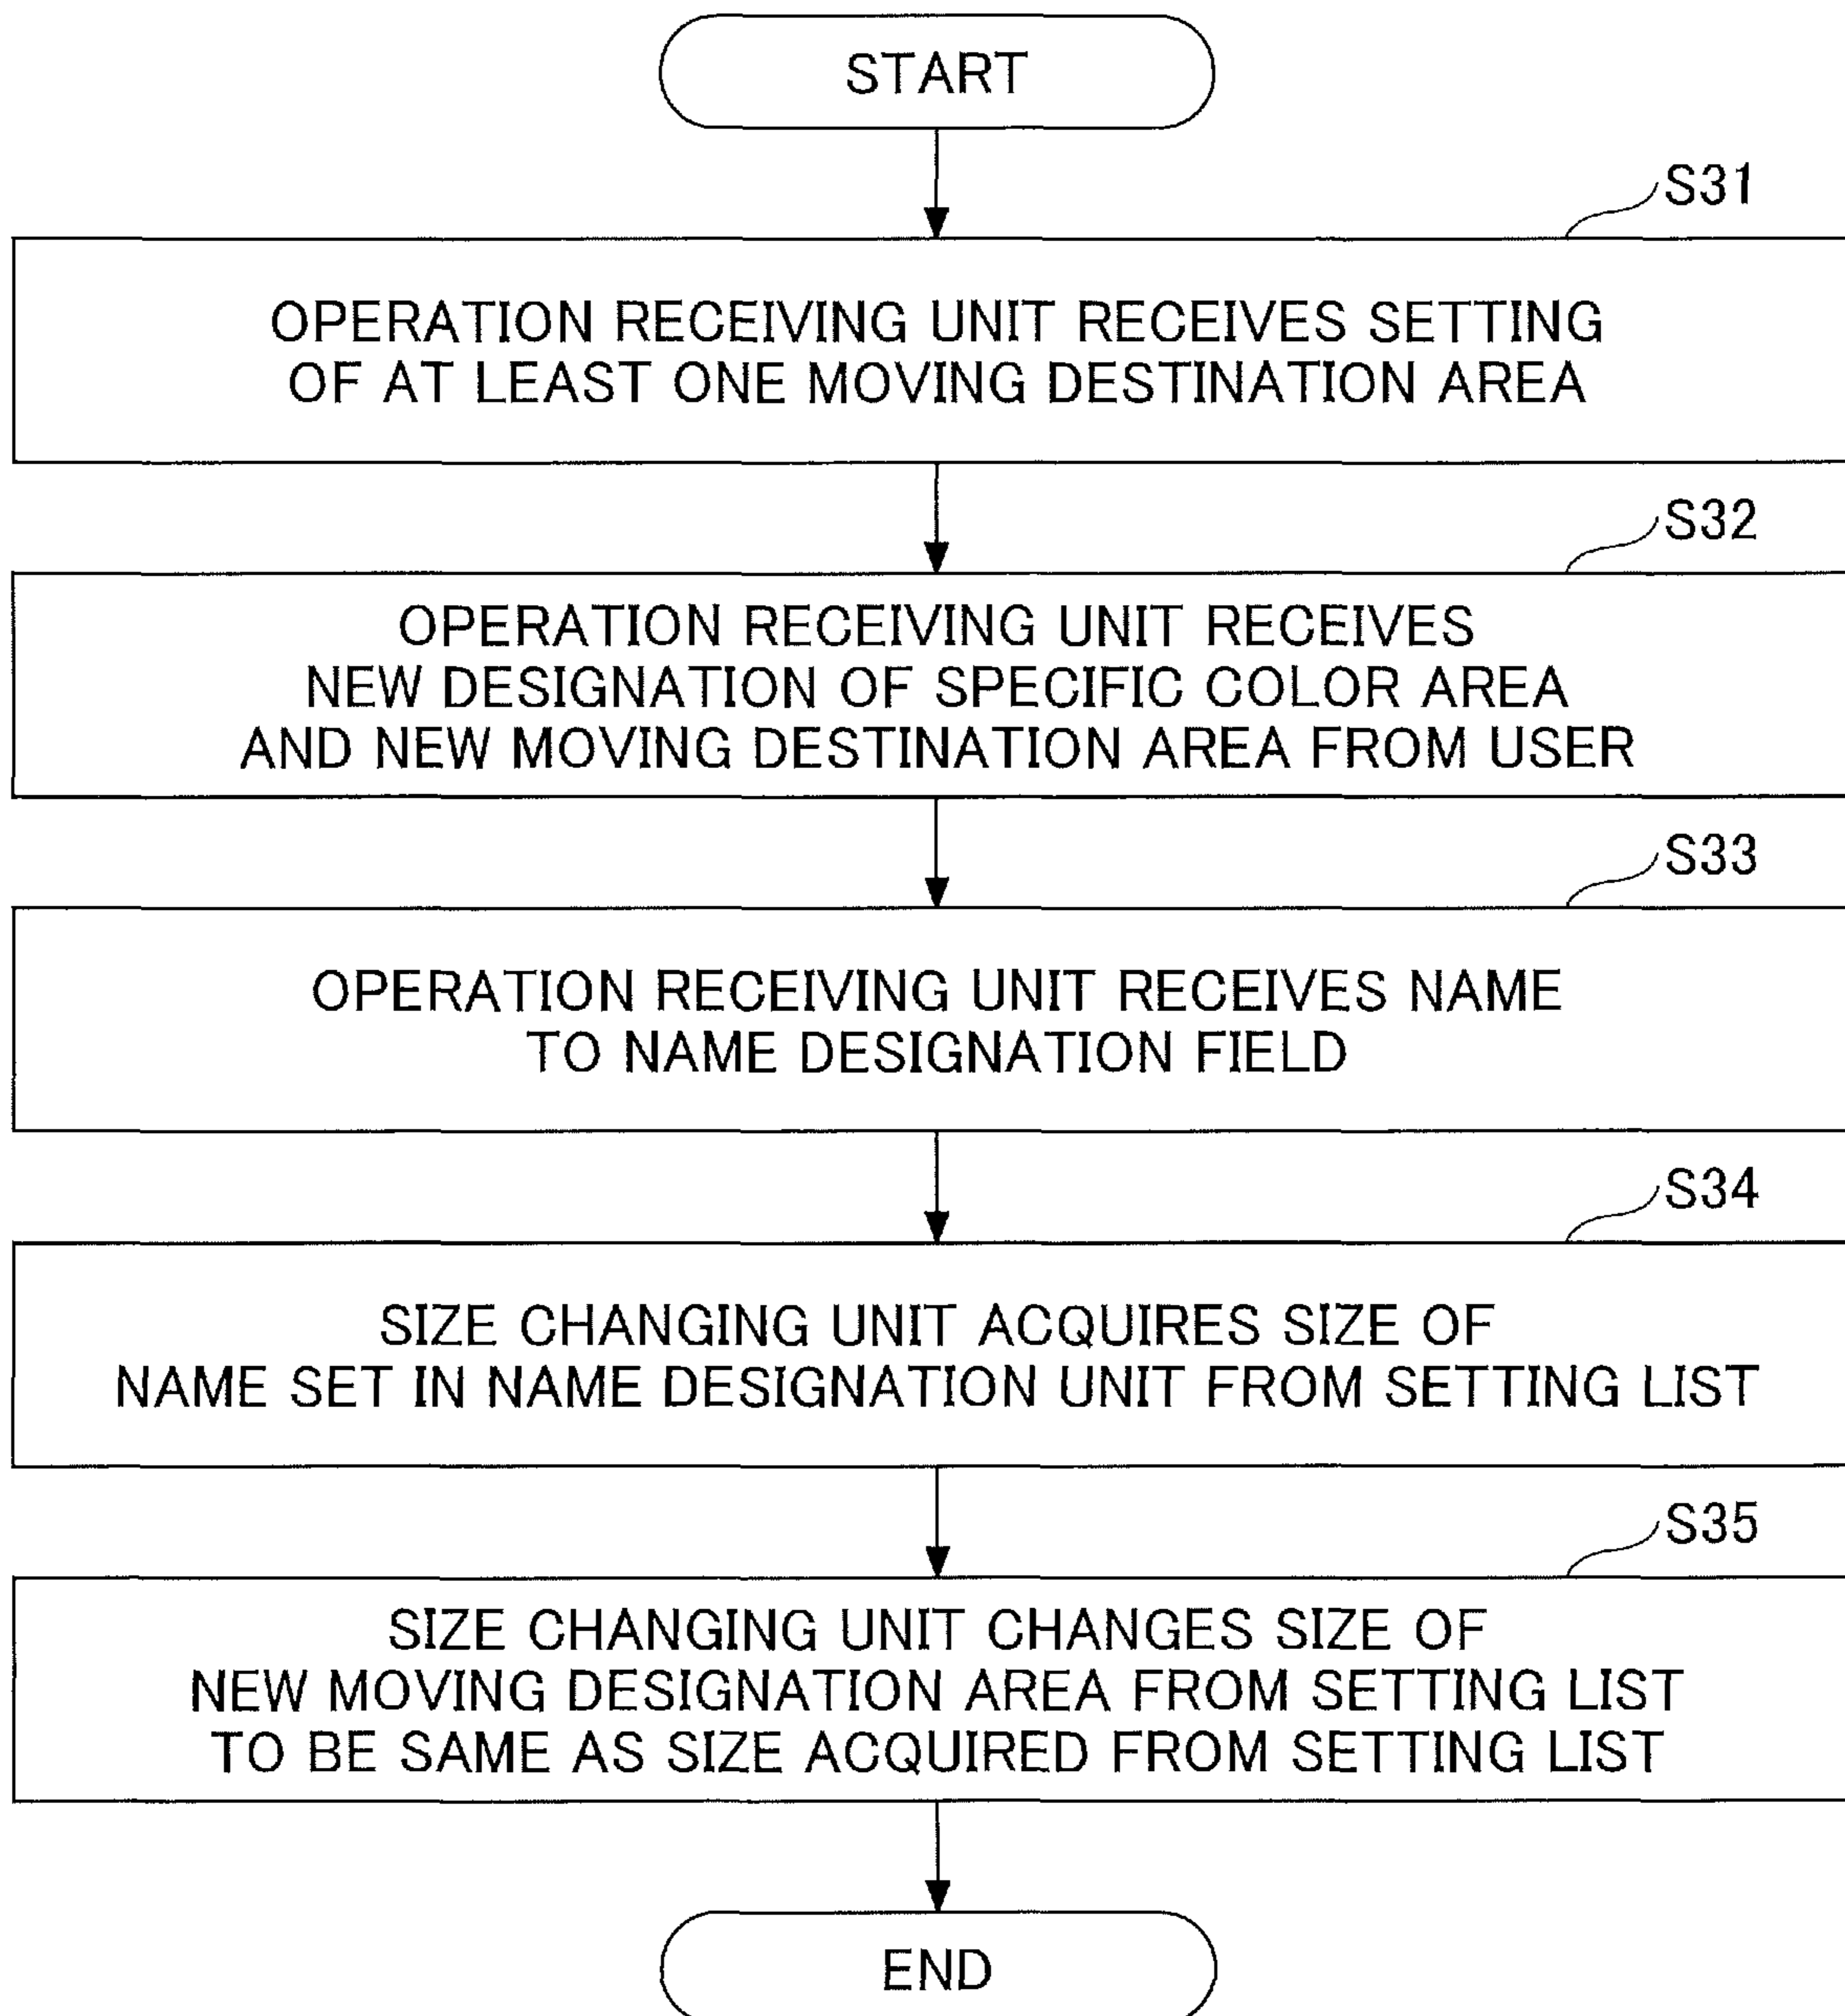 START
S31
OPERATION RECEIVING UNIT RECEIVES SETTING
OF AT LEAST ONE MOVING DESTINATION AREA
S32
OPERATION RECEIVING UNIT RECEIVES
NEW DESIGNATION OF SPECIFIC COLOR AREA
AND NEW MOVING DESTINATION AREA FROM USER
S33
OPERATION RECEIVING UNIT RECEIVES NAME
TO NAME DESIGNATION FIELD
S34
SIZE CHANGING UNIT ACQUIRES SIZE OF
NAME SET IN NAME DESIGNATION UNIT FROM SETTING LIST
S35
SIZE CHANGING UNIT CHANGES SIZE OF
NEW MOVING DESIGNATION AREA FROM SETTING LIST
TO BE SAME AS SIZE ACQUIRED FROM SETTING LIST
END